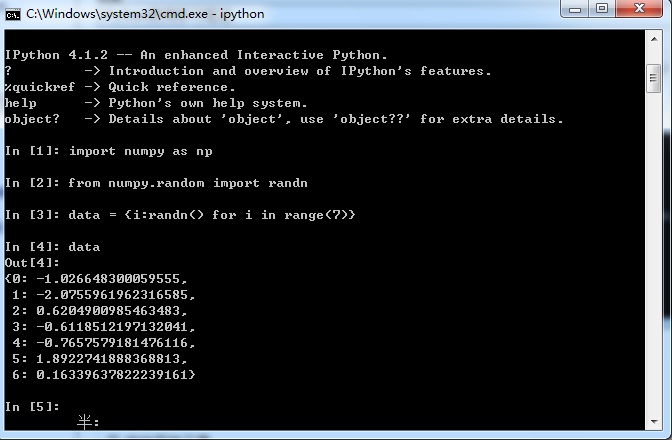 C:\Windows\system32\cmd.exe - ipython
IPython 4.1.2 -- An enhanced Interactive Python.
?         -> Introduction and overview of IPython's features.
%quickref -> Quick reference.
help      -> Python's own help system.
object?   -> Details about 'object', use 'object??' for extra details.
In [1]: import numpy as np
In [2]: from numpy.random import randn
In [3]: data = {i:randn() for i in range(7)}
In [4]: data
Out[4]:
{0: -1.026648300059555,
 1: -2.0755961962316585,
 2: 0.6204900985463483,
 3: -0.6118512197132041,
 4: -0.7657579181476116,
 5: 1.8922741888368813,
 6: 0.16339637822239161}
In [5]:
半: